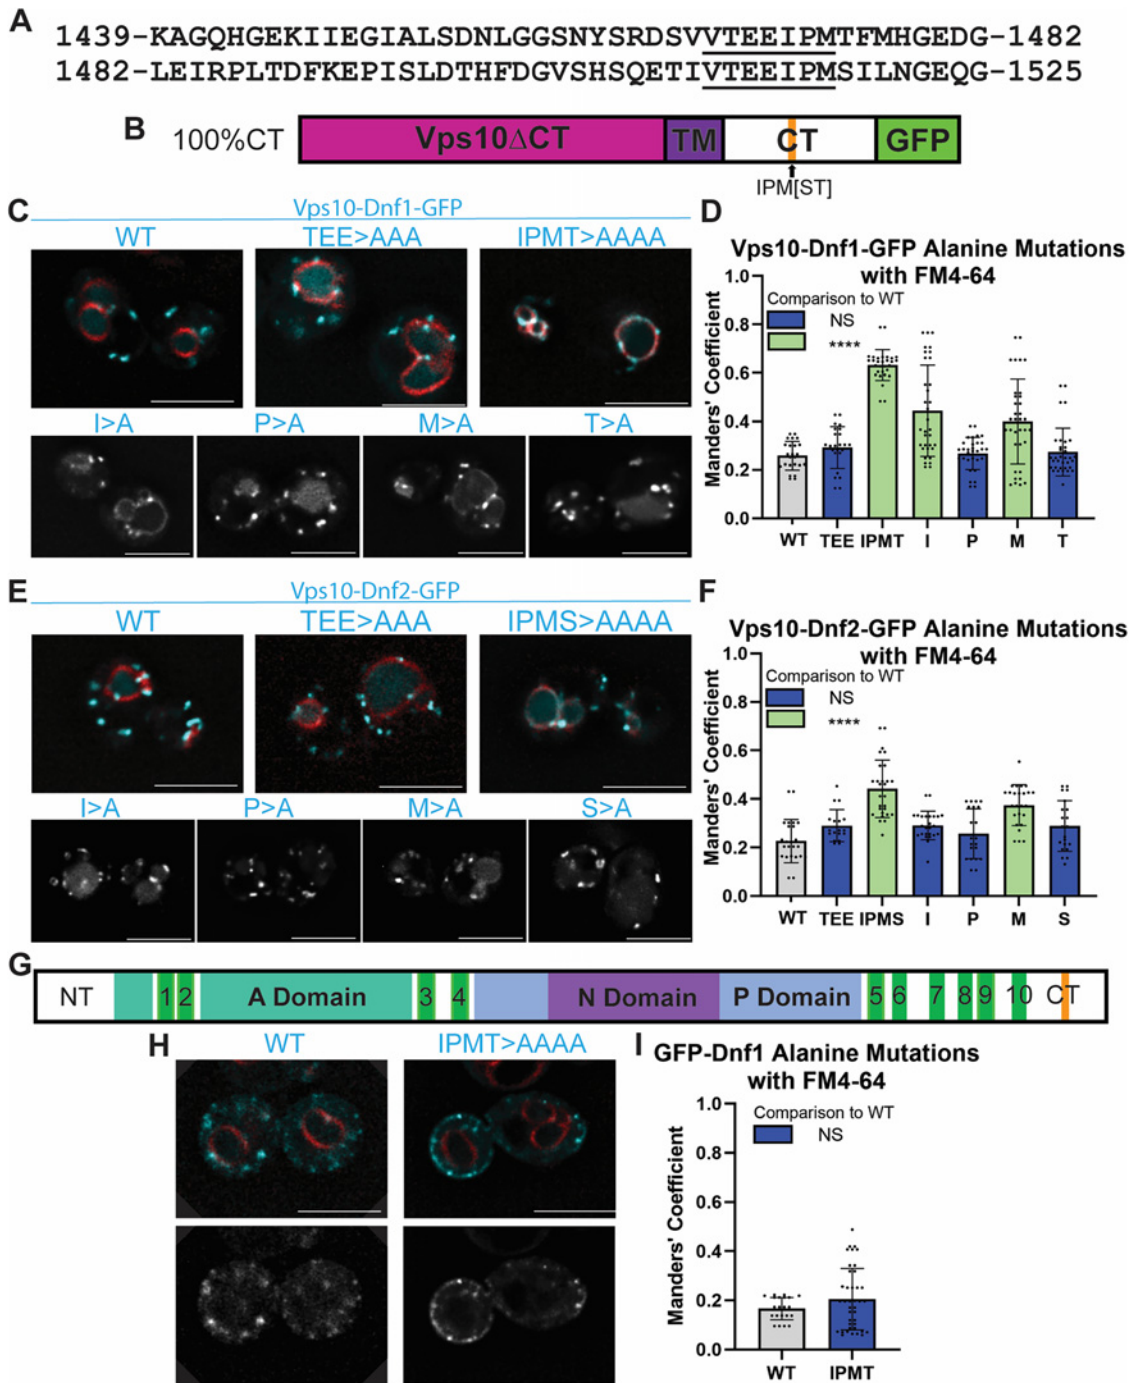 A
1439-KAGQHGEKIIEGIALSDNLGGSNYSRDSVVTEEIPMTFMHGEDG-1482
1482-LEIRPLTDFKEPISLDTHFDGVSHSQETIVTEEIPMSILNGEQG-1525
B
100%CT
Vps10ΔCT
TM
CT
GFP
IPM[ST]
C
Vps10-Dnf1-GFP
WT
TEE>AAA
IPMT>AAAA
I>A
P>A
M>A
T>A
D
Vps10-Dnf1-GFP Alanine Mutations
with FM4-64
Manders' Coefficient
1.0
0.8
0.6
0.4
0.2
0.0
Comparison to WT
NS
****
WT TEE IPMT I P M T
E
Vps10-Dnf2-GFP
WT
TEE>AAA
IPMS>AAAA
I>A
P>A
M>A
S>A
F
Vps10-Dnf2-GFP Alanine Mutations
with FM4-64
Manders' Coefficient
1.0
0.8
0.6
0.4
0.2
0.0
Comparison to WT
NS
****
WT TEE IPMS I P M S
G
NT 1 2 A Domain 3 4 N Domain P Domain 5 6 7 8 9 10 CT
H
WT
IPMT>AAAA
I
GFP-Dnf1 Alanine Mutations
with FM4-64
Manders' Coefficient
1.0
0.8
0.6
0.4
0.2
0.0
Comparison to WT
NS
WT IPMT